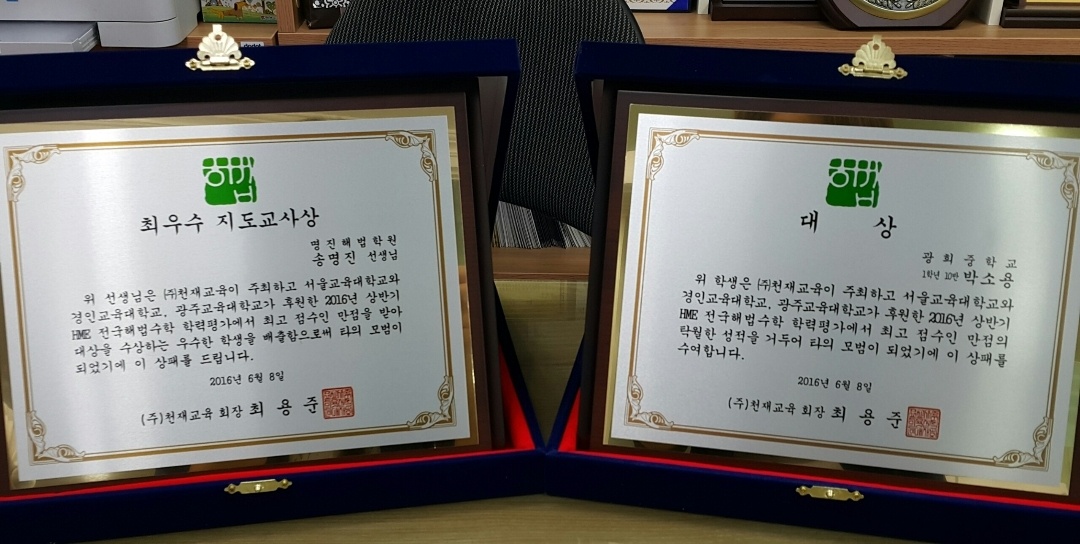 해법
최우수 지도교사상
명진해법학원
송명진 선생님
위 선생님은 ㈜천재교육이 주최하고 서울교육대학교와
경인교육대학교, 광주교육대학교가 후원한 2016년 상반기
HME 전국해법수학 학력평가에서 최고 점수인 만점을 받아
대상을 수상하는 우수한 학생을 배출함으로써 타의 모범이
되었기에 이 상패를 드립니다.
2016년 6월 8일
(주)천재교육 회장 최 용 준
해법
대 상
광희중학교
1학년 10반 박소용
위 학생은 ㈜천재교육이 주최하고 서울교육대학교와
경인교육대학교, 광주교육대학교가 후원한 2016년 상반기
HME 전국해법수학 학력평가에서 최고 점수인 만점의
탁월한 성적을 거두어 타의 모범이 되었기에 이 상패를
수여합니다.
2016년 6월 8일
(주)천재교육 회장 최 용 준